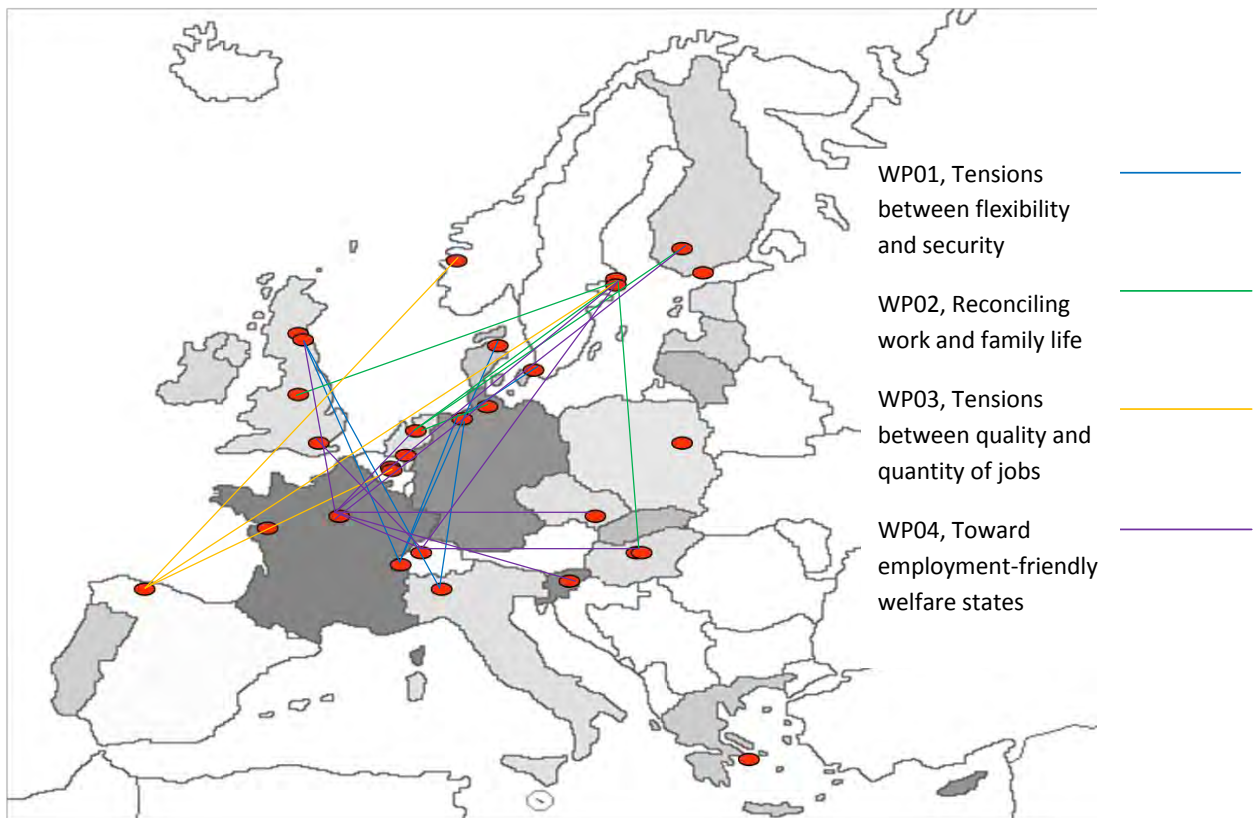 WP01, Tensions
between flexibility
and security
WP02, Reconciling
work and family life
WP03, Tensions
between quality and
quantity of jobs
WP04, Toward
employment-friendly
welfare states